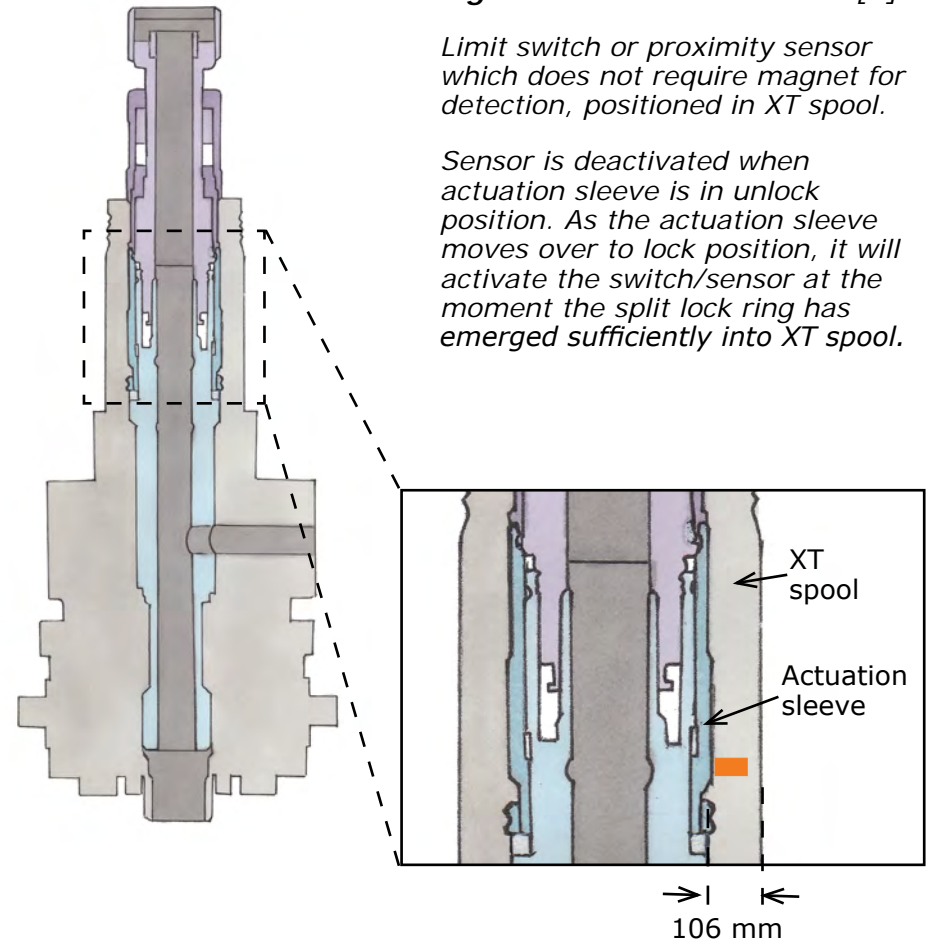 Limit switch or proximity sensor
which does not require magnet for
detection, positioned in XT spool.
Sensor is deactivated when
actuation sleeve is in unlock
position. As the actuation sleeve
moves over to lock position, it will
activate the switch/sensor at the
moment the split lock ring has
emerged sufficiently into XT spool.
XT
spool
Actuation
sleeve
106 mm